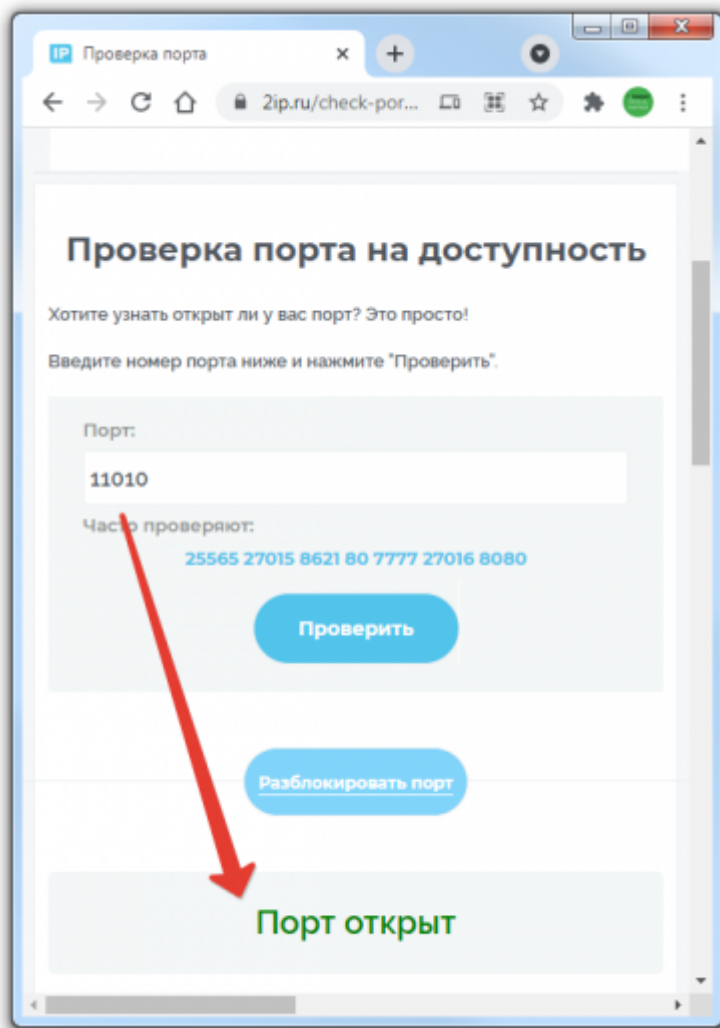 IP Проверка порта
2ip.ru/check-por...
Проверка порта на доступность
Хотите узнать открыт ли у вас порт? Это просто!
Введите номер порта ниже и нажмите "Проверить".
Порт:
11010
Часто проверяют:
25565 27015 8621 80 7777 27016 8080
Проверить
Разблокировать порт
Порт открыт